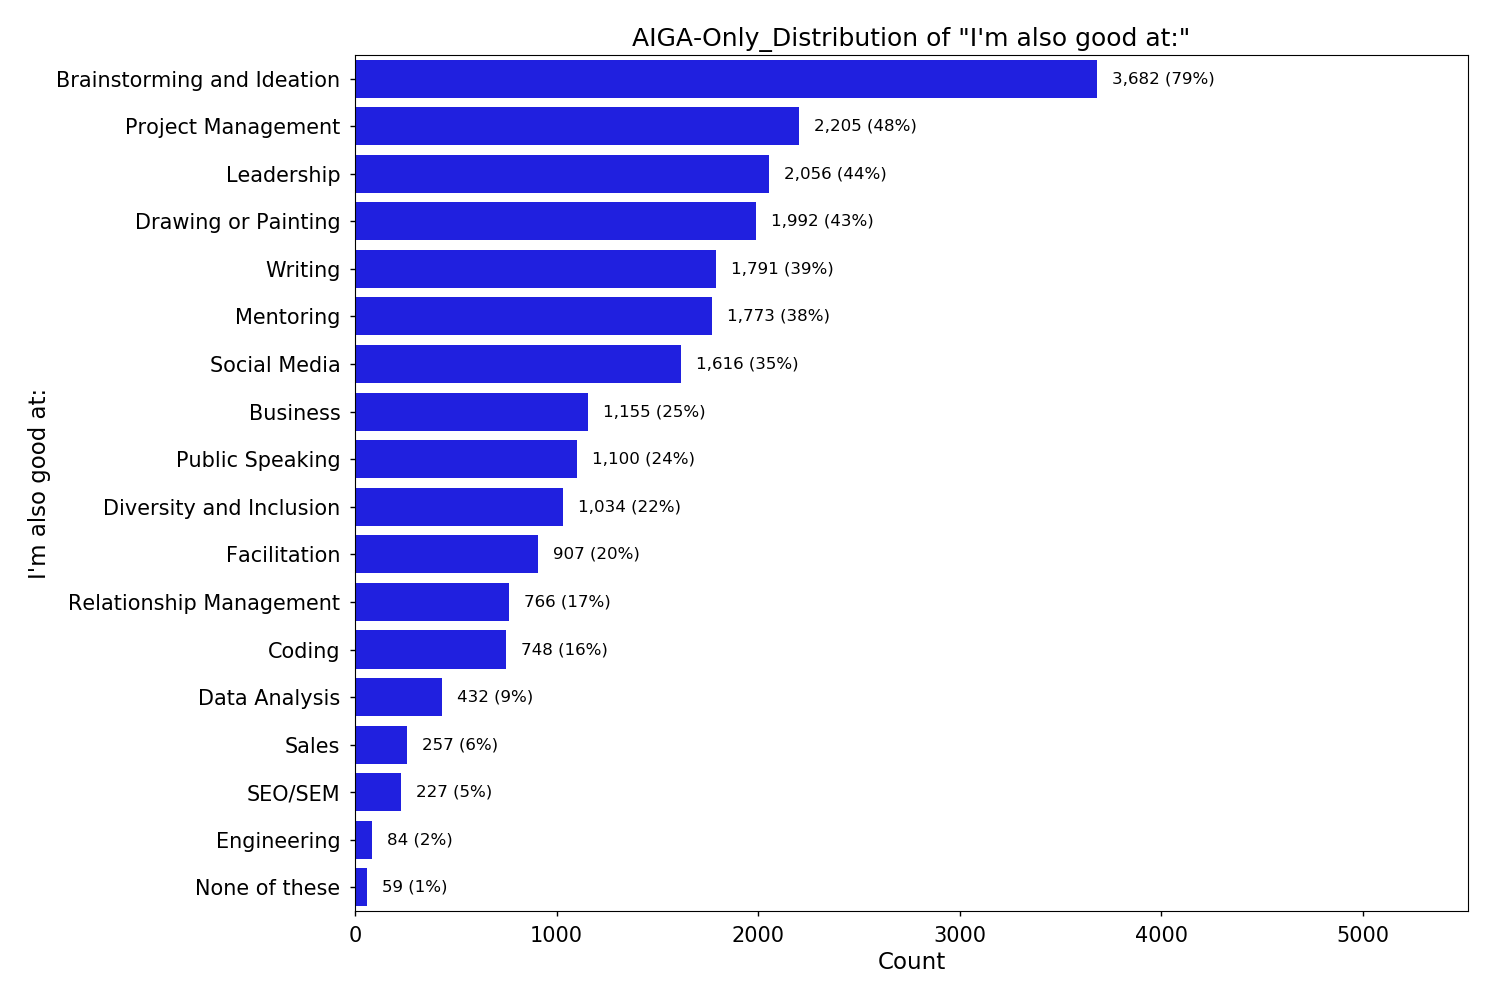 AIGA-Only_Distribution of "I'm also good at:"
Brainstorming and Ideation 3,682 (79%)
Project Management 2,205 (48%)
Leadership 2,056 (44%)
Drawing or Painting 1,992 (43%)
Writing 1,791 (39%)
Mentoring 1,773 (38%)
Social Media 1,616 (35%)
Business 1,155 (25%)
Public Speaking 1,100 (24%)
Diversity and Inclusion 1,034 (22%)
Facilitation 907 (20%)
Relationship Management 766 (17%)
Coding 748 (16%)
Data Analysis 432 (9%)
Sales 257 (6%)
SEO/SEM 227 (5%)
Engineering 84 (2%)
None of these 59 (1%)
I'm also good at:
0 1000 2000 3000 4000 5000
Count